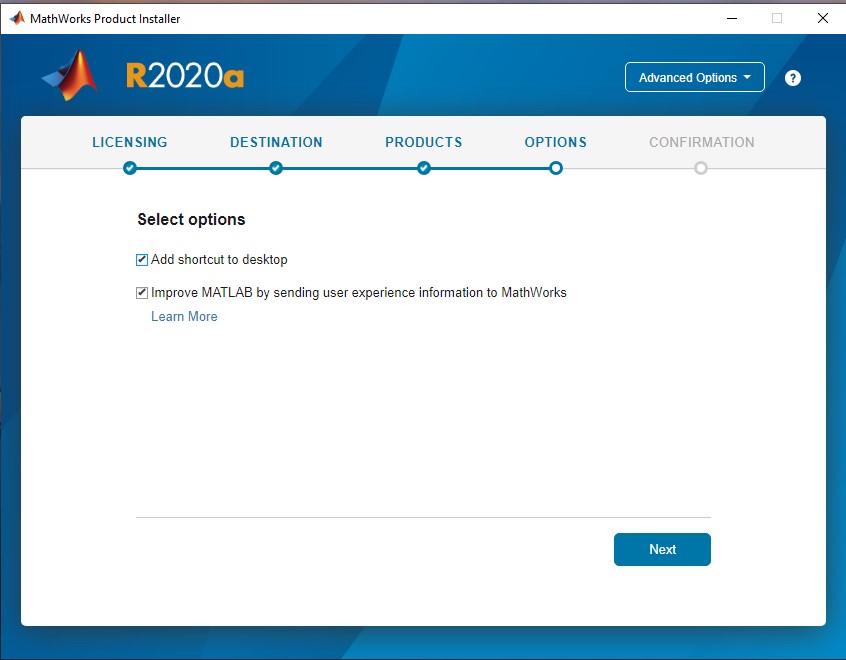 MathWorks Product Installer
R2020a
Advanced Options
?
LICENSING DESTINATION PRODUCTS OPTIONS CONFIRMATION
Select options
Add shortcut to desktop
Improve MATLAB by sending user experience information to MathWorks
Learn More
Next